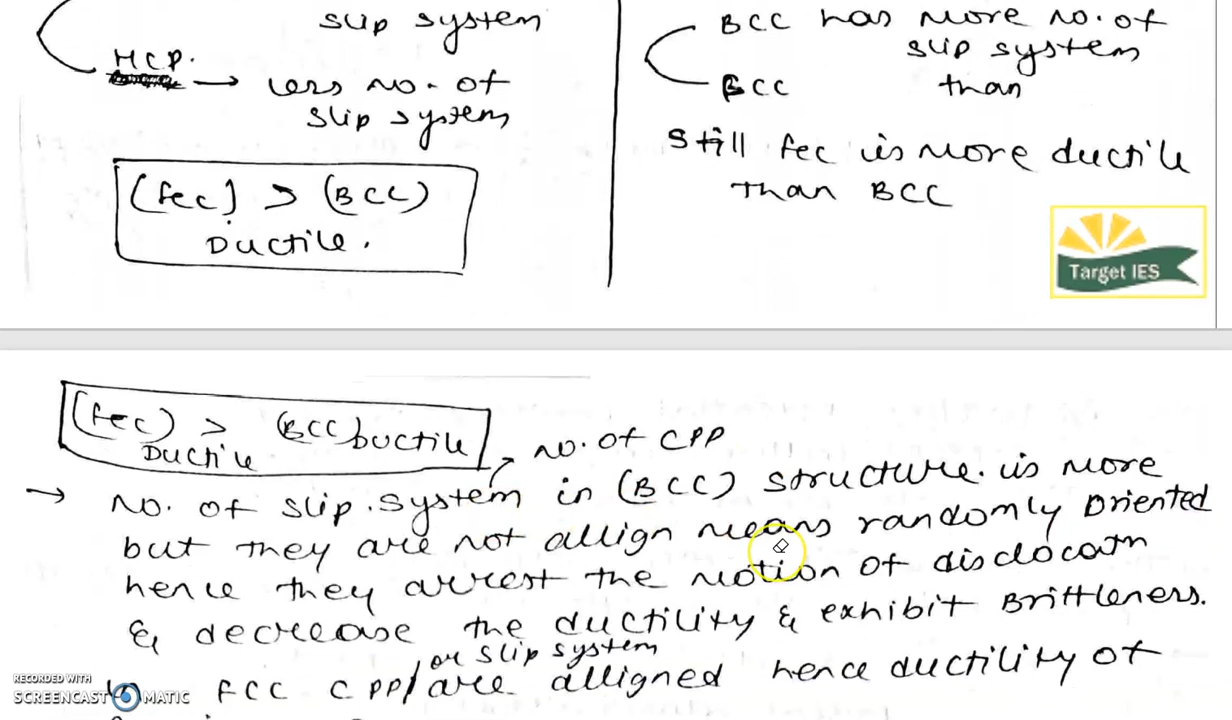 slip system
HCP. → less no. of
slip system
(fcc) > (BCC)
Ductile.
BCC has more no. of
slip system
BCC than
Still fcc is more ductile
than BCC
Target IES
(fcc) > (BCC) Ductile
Ductile
no. of CPP
→ No. of slip system in (BCC) structure. is more
but they are not allign means randomly oriented
hence they arrest the motion of disclocatn
& decrease the ductility & exhibit Brittleness.
or slip system
FCC CPP/ are alligned hence ductility of
RECORDED WITH
SCREENCAST MATIC